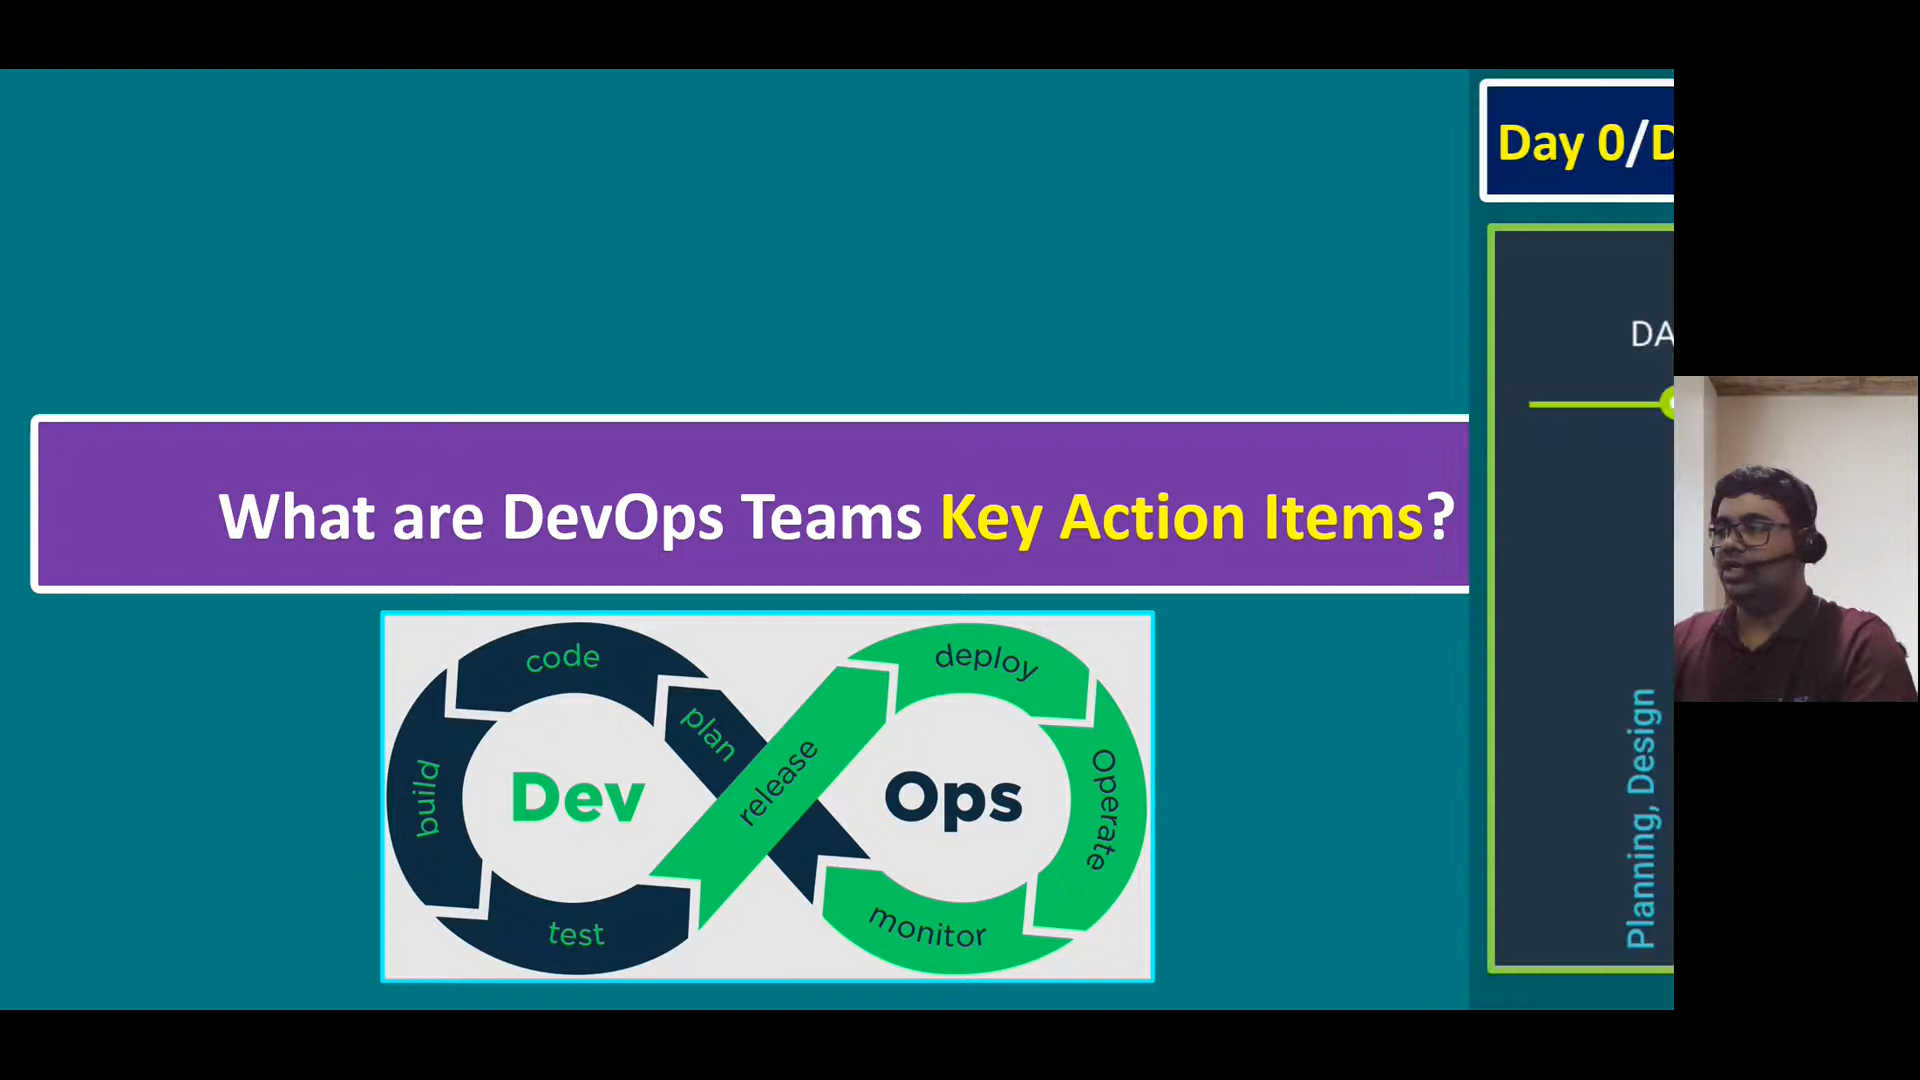 What are DevOps Teams Key Action Items?
code
deploy
plan
release
build
Dev
Ops
Operate
test
monitor
Day 0/D
DA
Planning, Design